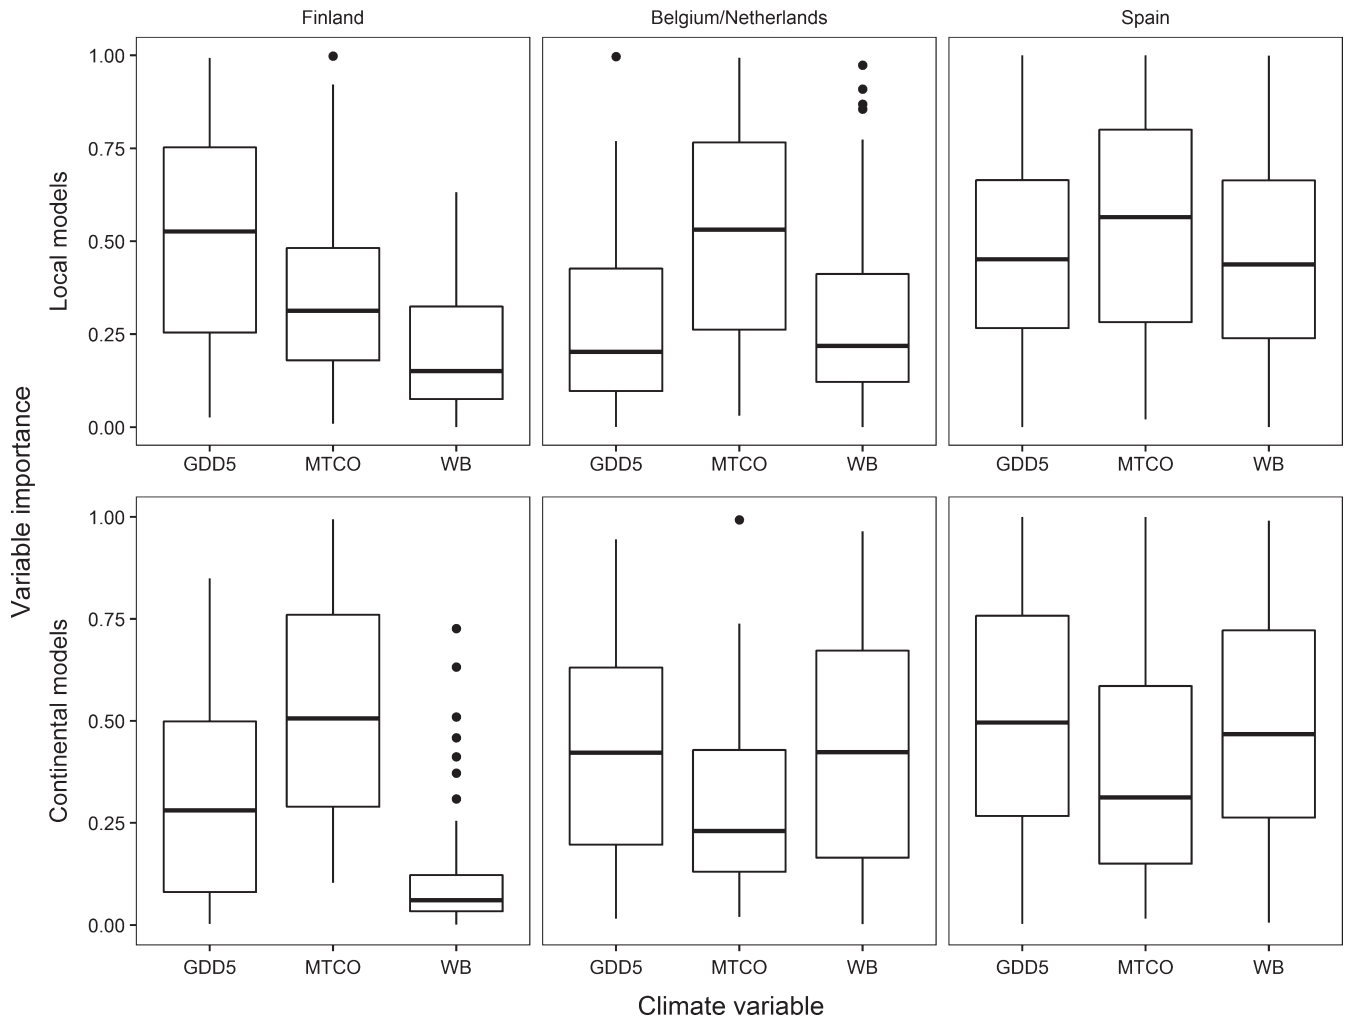 Finland Belgium/Netherlands Spain
Variable importance
Local models
1.00
0.75
0.50
0.25
0.00
GDD5 MTCO WB GDD5 MTCO WB GDD5 MTCO WB
Continental models
1.00
0.75
0.50
0.25
0.00
GDD5 MTCO WB GDD5 MTCO WB GDD5 MTCO WB
Climate variable